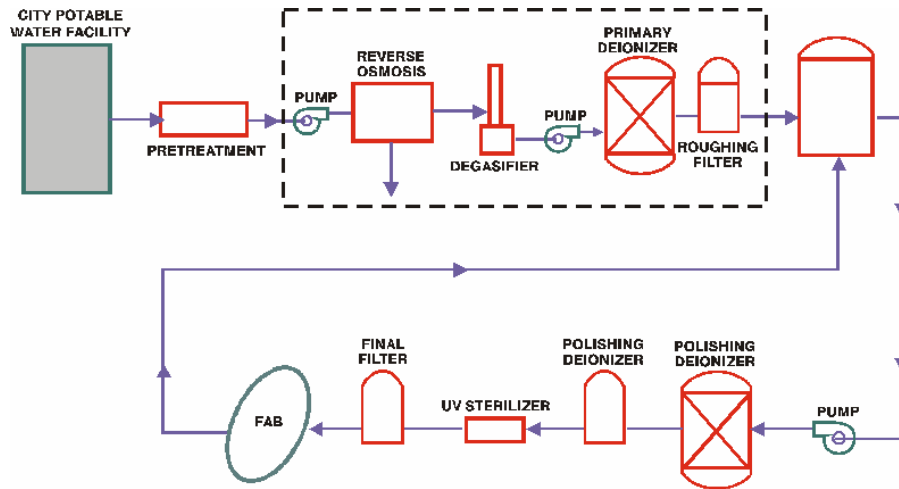 CITY POTABLE
WATER FACILITY
PRETREATMENT
PUMP
REVERSE
OSMOSIS
DEGASIFIER
PUMP
PRIMARY
DEIONIZER
ROUGHING
FILTER
FAB
FINAL
FILTER
UV STERILIZER
POLISHING
DEIONIZER
POLISHING
DEIONIZER
PUMP